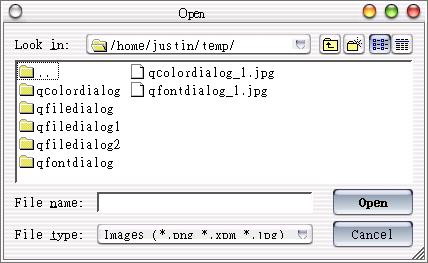 Open
Look in: /home/justin/temp/
..
qcolordialog
qfiledialog
qfiledialog1
qfiledialog2
qfontdialog
qcolordialog_1.jpg
qfontdialog_1.jpg
File name: Open
File type: Images (*.png *.xpm *.jpg) Cancel